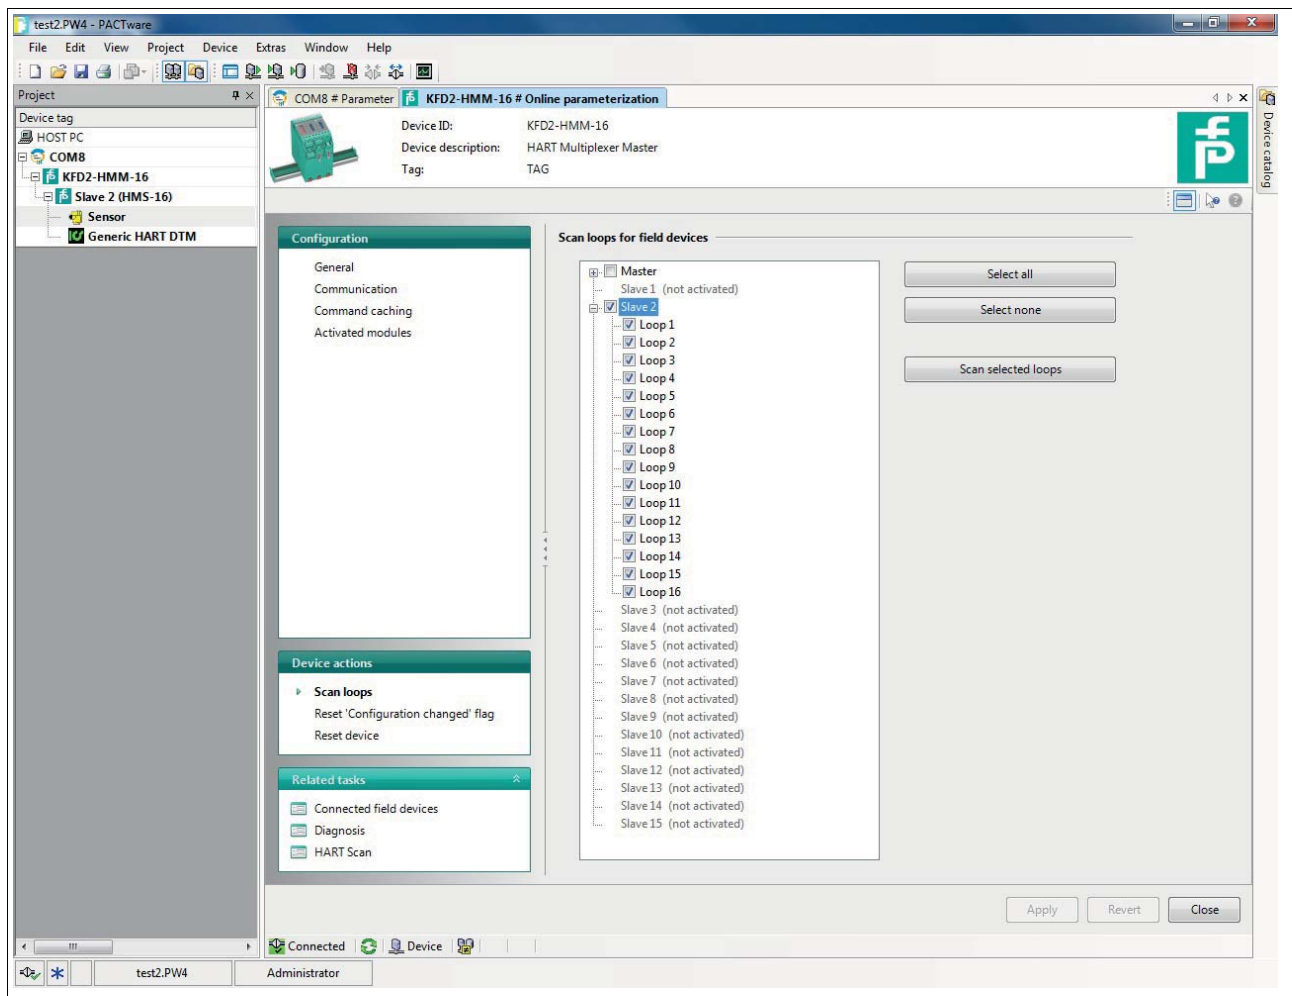 test2.PW4 - PACTware
File Edit View Project Device Extras Window Help
Project
COM8 # Parameter KFD2-HMM-16 # Online parameterization
Device tag
HOST PC
COM8
KFD2-HMM-16
Slave 2 (HMS-16)
Sensor
Generic HART DTM
Device ID: KFD2-HMM-16
Device description: HART Multiplexer Master
Tag: TAG
Device catalog
Configuration
General
Communication
Command caching
Activated modules
Device actions
Scan loops
Reset 'Configuration changed' flag
Reset device
Related tasks
Connected field devices
Diagnosis
HART Scan
Scan loops for field devices
Master
Slave 1 (not activated)
Slave 2
Loop 1
Loop 2
Loop 3
Loop 4
Loop 5
Loop 6
Loop 7
Loop 8
Loop 9
Loop 10
Loop 11
Loop 12
Loop 13
Loop 14
Loop 15
Loop 16
Slave 3 (not activated)
Slave 4 (not activated)
Slave 5 (not activated)
Slave 6 (not activated)
Slave 7 (not activated)
Slave 8 (not activated)
Slave 9 (not activated)
Slave 10 (not activated)
Slave 11 (not activated)
Slave 12 (not activated)
Slave 13 (not activated)
Slave 14 (not activated)
Slave 15 (not activated)
Select all
Select none
Scan selected loops
Apply Revert Close
Connected Device
test2.PW4 Administrator